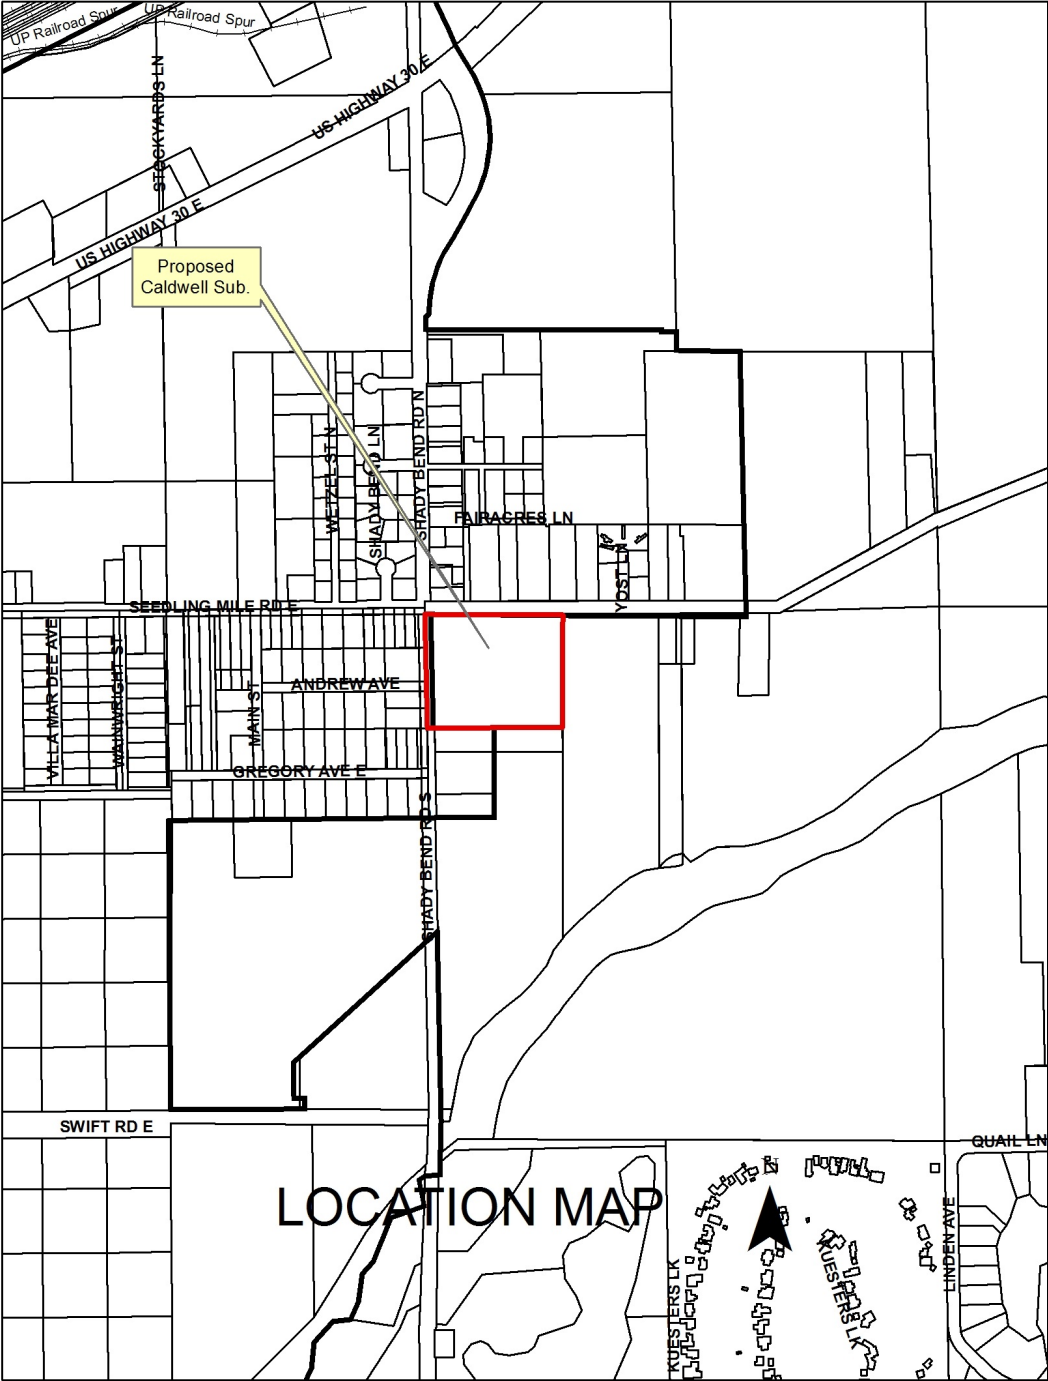 UP Railroad Spur
UP Railroad Spur
STOCKYARDS LN
US HIGHWAY 30 E
US HIGHWAY 30 E
Proposed
Caldwell Sub.
WETZEL ST N
SHADY BEND LN
SHADY BEND RD N
FAIRACRES LN
YOST LN
SEEDLING MILE RD E
VILLA MAR DEE AVE
WAINWRIGHT ST
MAIN ST
ANDREW AVE
GREGORY AVE E
SHADY BEND RD S
SWIFT RD E
QUAIL LN
N
LOCATION MAP
KUESTERS LK
KUESTERS LK
LINDEN AVE